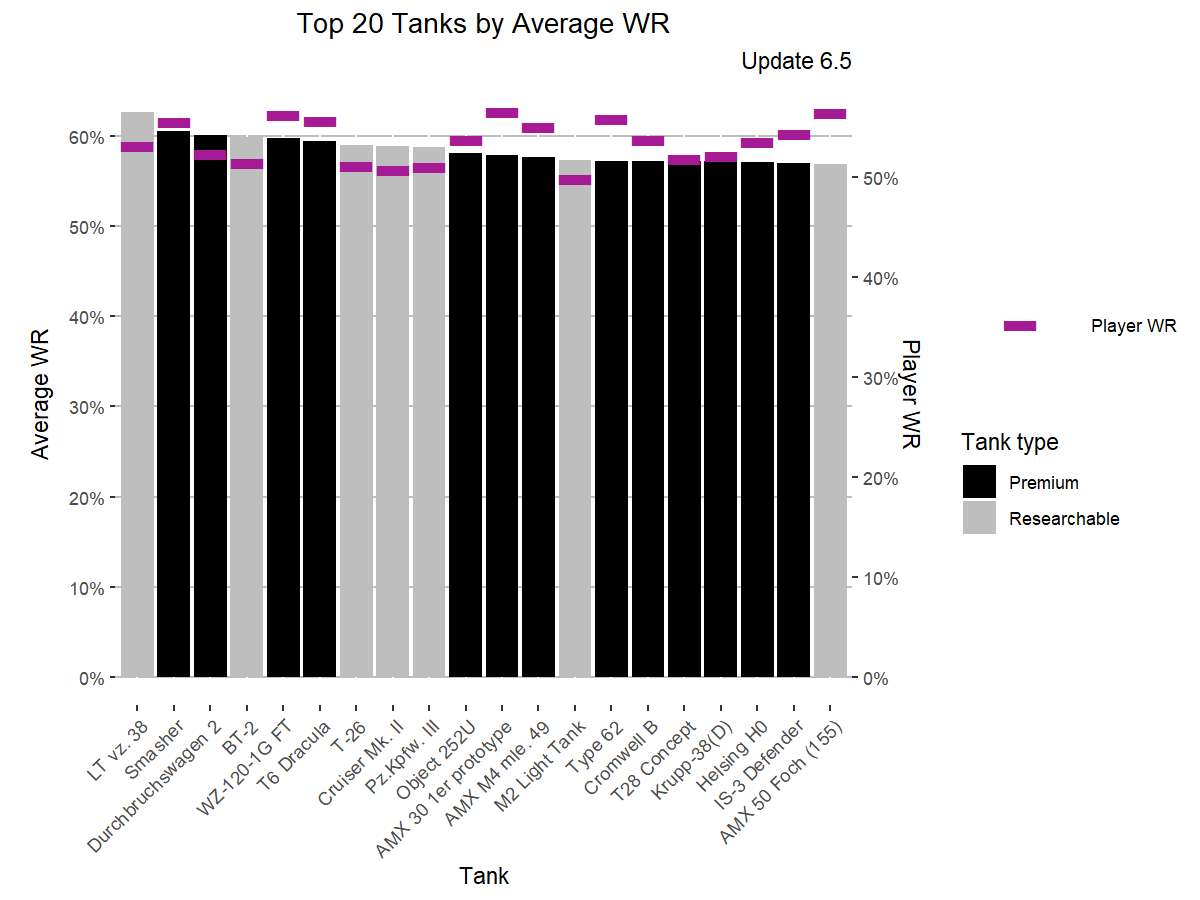 Top 20 Tanks by Average WR
Update 6.5
60%
50%
40%
30%
20%
10%
0%
Average WR
50%
40%
30%
20%
10%
0%
Player WR
Player WR
Tank type
Premium
Researchable
LT vz. 38
Smasher
Durchbruchswagen 2
BT-2
WZ-120-1G FT
T6 Dracula
T-26
Cruiser Mk. II
Pz.Kpfw. III
Object 252U
AMX 30 1er prototype
AMX M4 mle. 49
M2 Light Tank
Type 62
Cromwell B
T28 Concept
Krupp-38(D)
Helsing H0
IS-3 Defender
AMX 50 Foch (155)
Tank